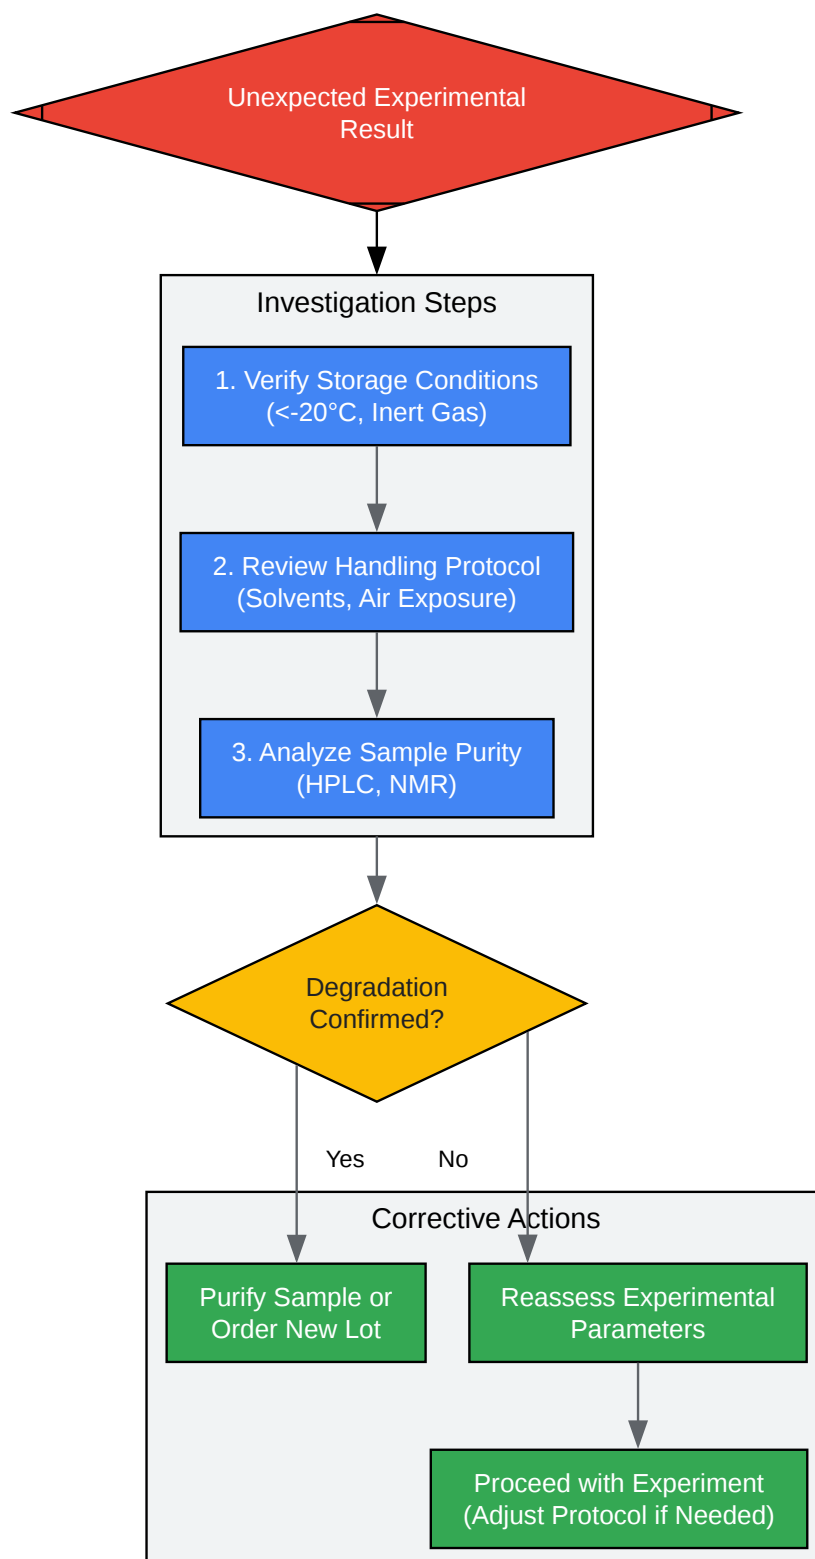 Unexpected Experimental
Result
Investigation Steps
1. Verify Storage Conditions
(<-20°C, Inert Gas)
2. Review Handling Protocol
(Solvents, Air Exposure)
3. Analyze Sample Purity
(HPLC, NMR)
Degradation
Confirmed?
Yes
No
Corrective Actions
Purify Sample or
Order New Lot
Reassess Experimental
Parameters
Proceed with Experiment
(Adjust Protocol if Needed)